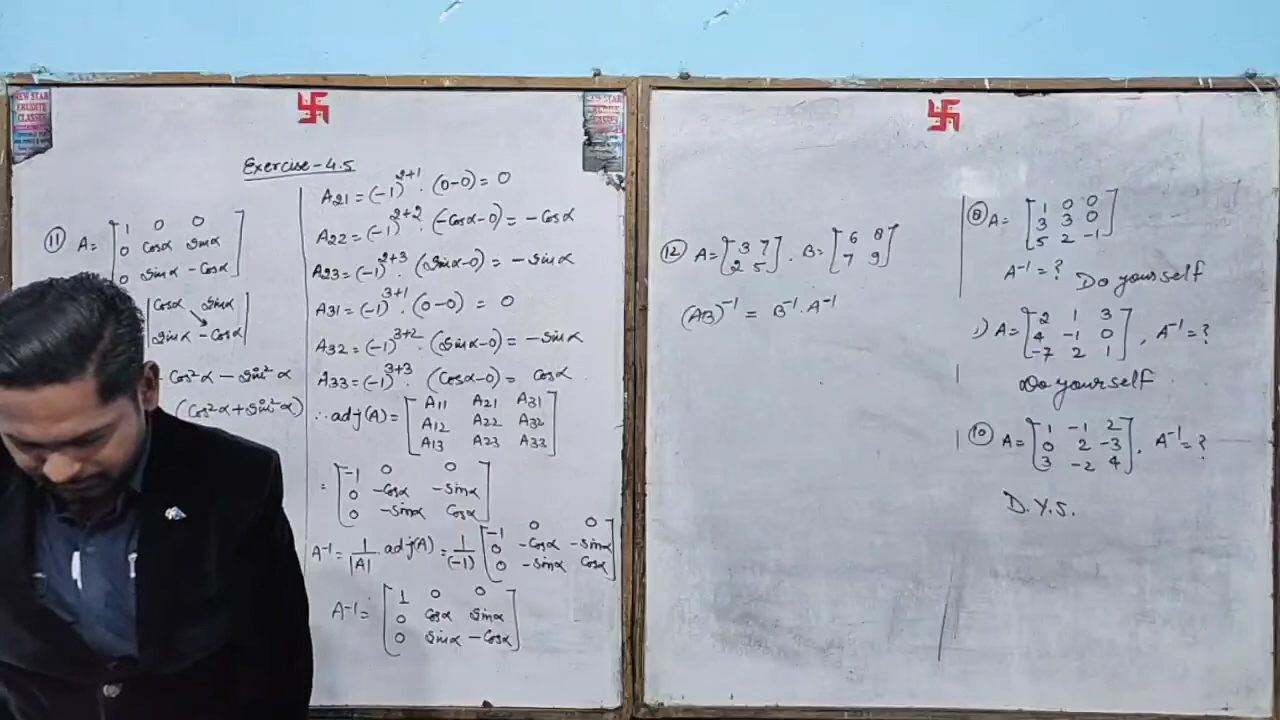 NEW STAR
EXQUISITE
CLASSES
Exercise-4.5
⑪ A = [1 0 0
0 Cosα Sinα
0 Sinα -Cosα]
|Cosα Sinα
Sinα -Cosα|
- Cos²α - Sin²α
(Cos²α + Sin²α)
A21 = (-1)^2+1 . (0-0) = 0
A22 = (-1)^2+2 . (-Cosα-0) = -Cosα
A23 = (-1)^2+3 . (Sinα-0) = -Sinα
A31 = (-1)^3+1 . (0-0) = 0
A32 = (-1)^3+2 . (Sinα-0) = -Sinα
A33 = (-1)^3+3 . (Cosα-0) = Cosα
∴ adj(A) = [A11 A21 A31
A12 A22 A32
A13 A23 A33]
= [-1 0 0
0 -Cosα -Sinα
0 -Sinα Cosα]
A⁻¹ = 1/|A| . adj(A) = 1/(-1) [-1 0 0
0 -Cosα -Sinα
0 -Sinα Cosα]
A⁻¹ = [1 0 0
0 Cosα Sinα
0 Sinα -Cosα]
⑫ A = [3 7
2 5] , B = [6 8
7 9]
(AB)⁻¹ = B⁻¹ . A⁻¹
⑧ A = [1 0 0
3 3 0
5 2 -1]
A⁻¹ = ? Do yourself
) A = [2 1 3
4 -1 0
-7 2 1] , A⁻¹ = ?
Do yourself
⑩ A = [1 -1 2
0 2 -3
3 -2 4] , A⁻¹ = ?
D.Y.S.